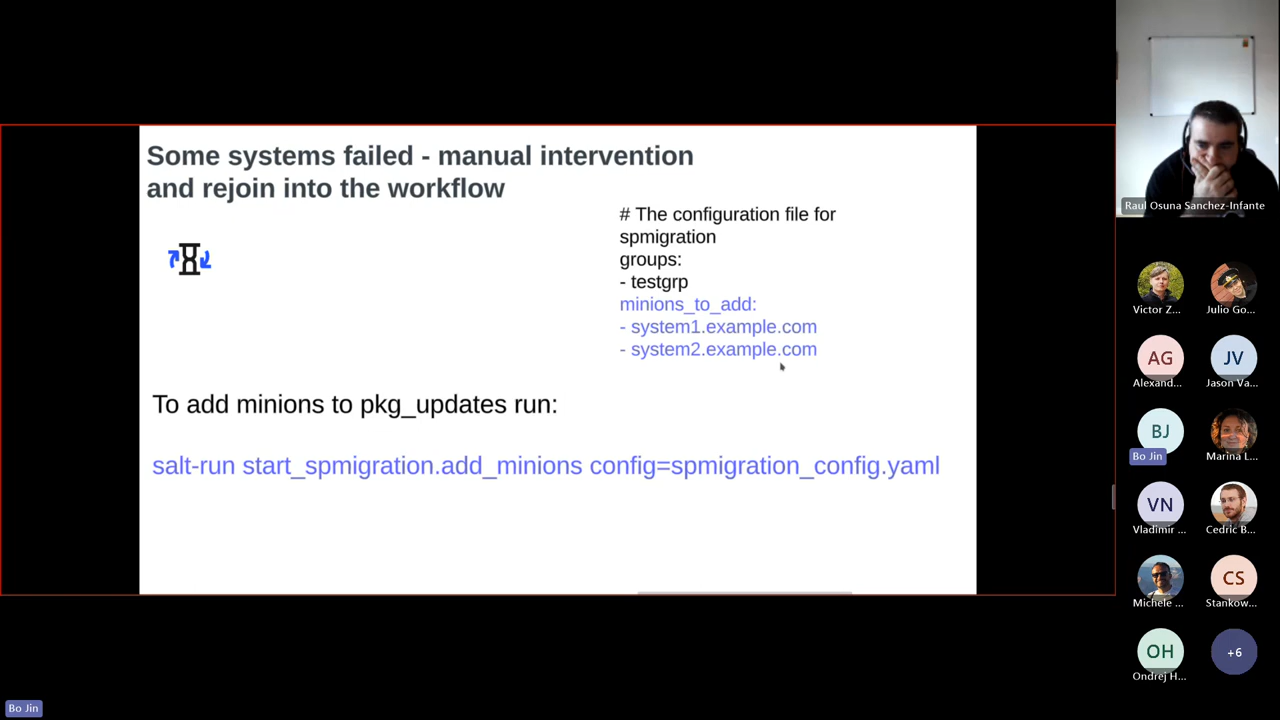 Some systems failed - manual intervention
and rejoin into the workflow
# The configuration file for
spmigration
groups:
- testgrp
minions_to_add:
- system1.example.com
- system2.example.com
To add minions to pkg_updates run:
salt-run start_spmigration.add_minions config=spmigration_config.yaml
Raul Osuna Sanchez-Infante
Victor Z...
Julio Go...
AG
Alexand...
JV
Jason Va...
BJ
Bo Jin
Marina L...
VN
Vladimir ...
Cedric B...
Michele ...
CS
Stankow...
OH
Ondrej H...
+6
Bo Jin